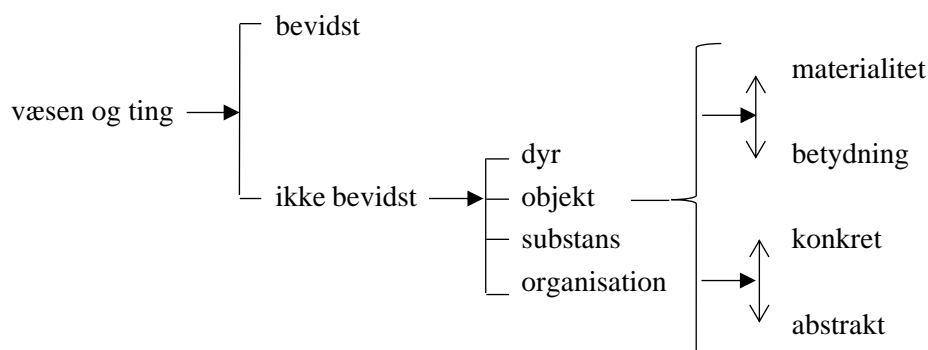 bevidst
materialitet
væsen og ting
dyr
betydning
ikke bevidst
objekt
substans
konkret
organisation
abstrakt